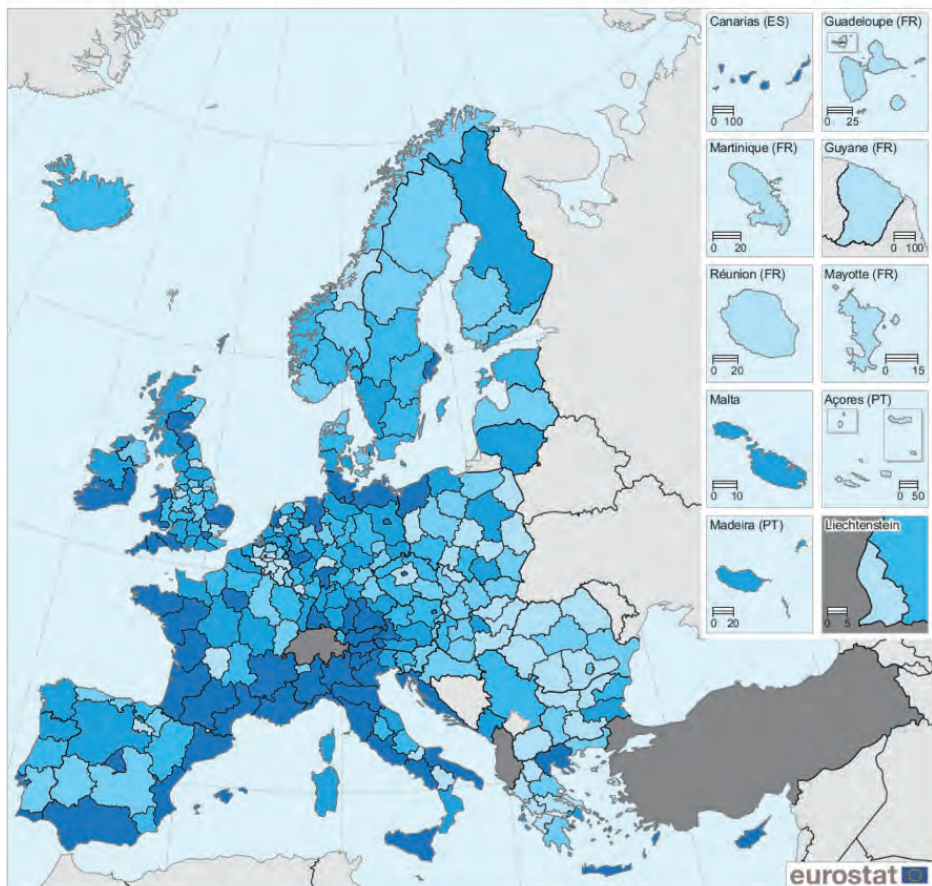 Canarias (ES)
0 100
Guadeloupe (FR)
0 25
Martinique (FR)
0 20
Guyane (FR)
0 100
Réunion (FR)
0 20
Mayotte (FR)
0 15
Malta
0 10
Açores (PT)
0 50
Madeira (PT)
0 20
Liechtenstein
0 5
eurostat